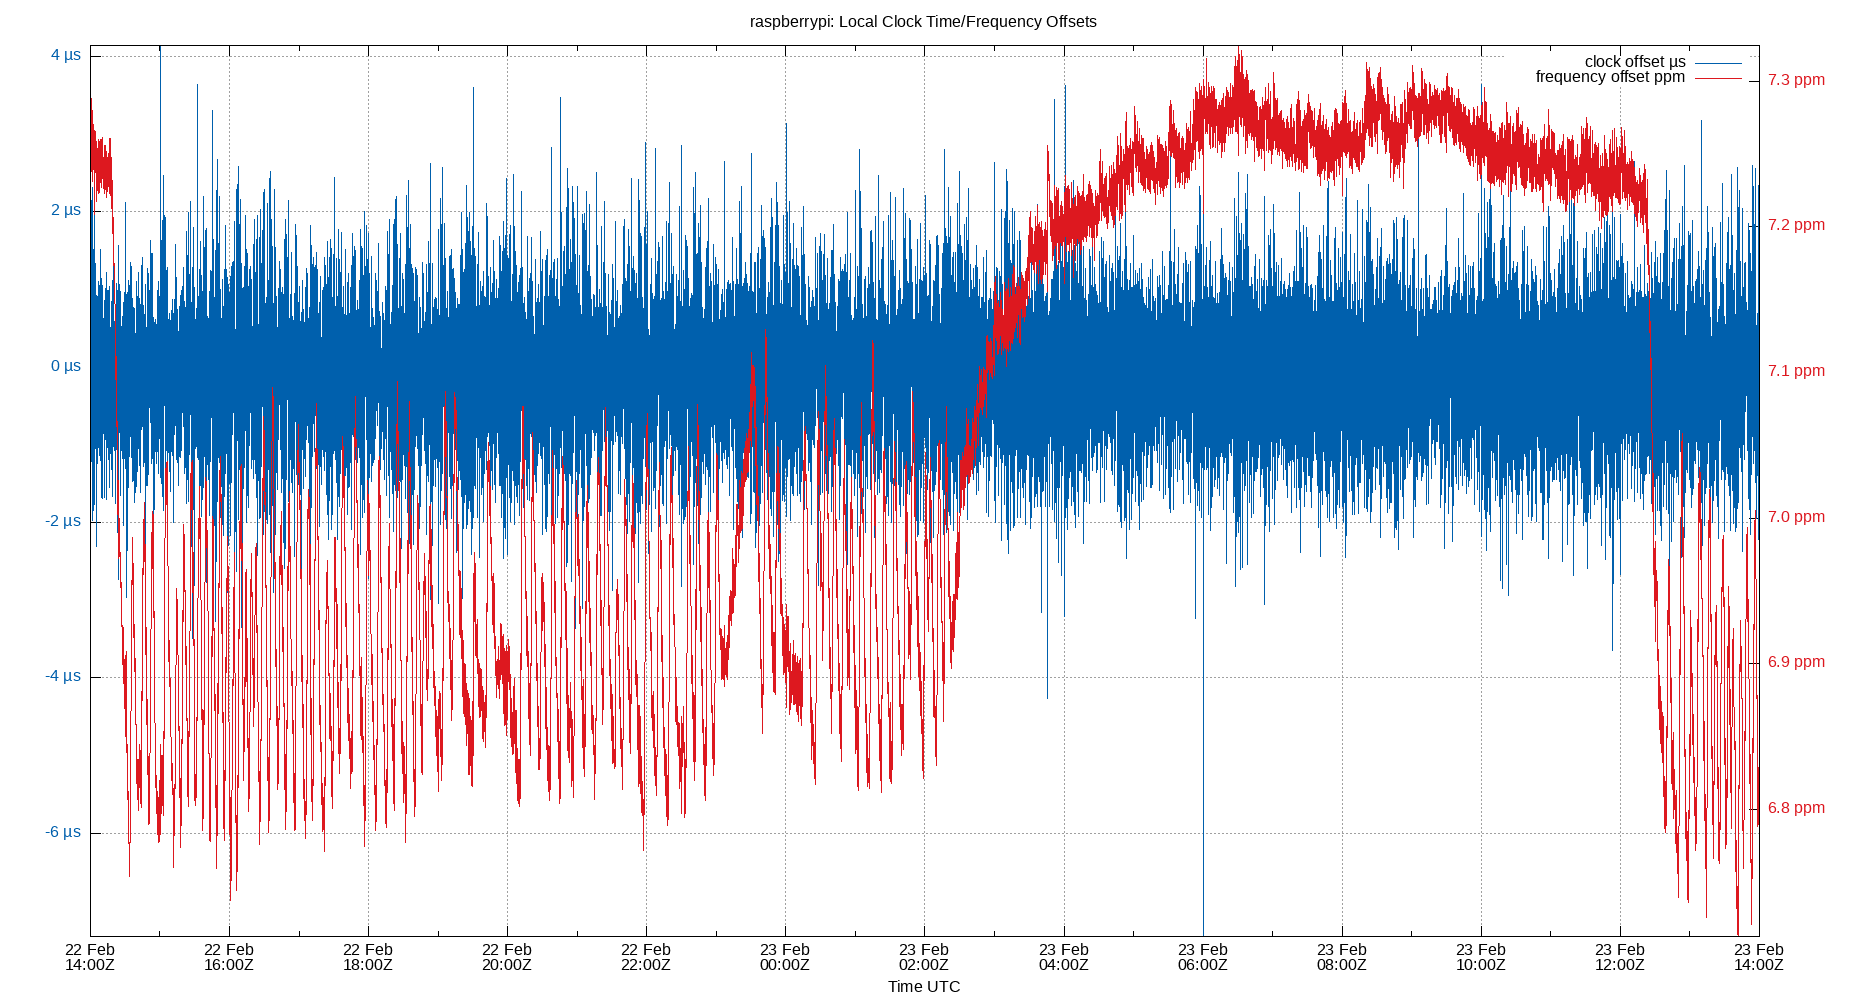 raspberrypi: Local Clock Time/Frequency Offsets
clock offset µs
frequency offset ppm
4 µs
2 µs
0 µs
-2 µs
-4 µs
-6 µs
7.3 ppm
7.2 ppm
7.1 ppm
7.0 ppm
6.9 ppm
6.8 ppm
22 Feb 22 Feb 22 Feb 22 Feb 22 Feb 23 Feb 23 Feb 23 Feb 23 Feb 23 Feb 23 Feb 23 Feb 23 Feb
14:00Z 16:00Z 18:00Z 20:00Z 22:00Z 00:00Z 02:00Z 04:00Z 06:00Z 08:00Z 10:00Z 12:00Z 14:00Z
Time UTC